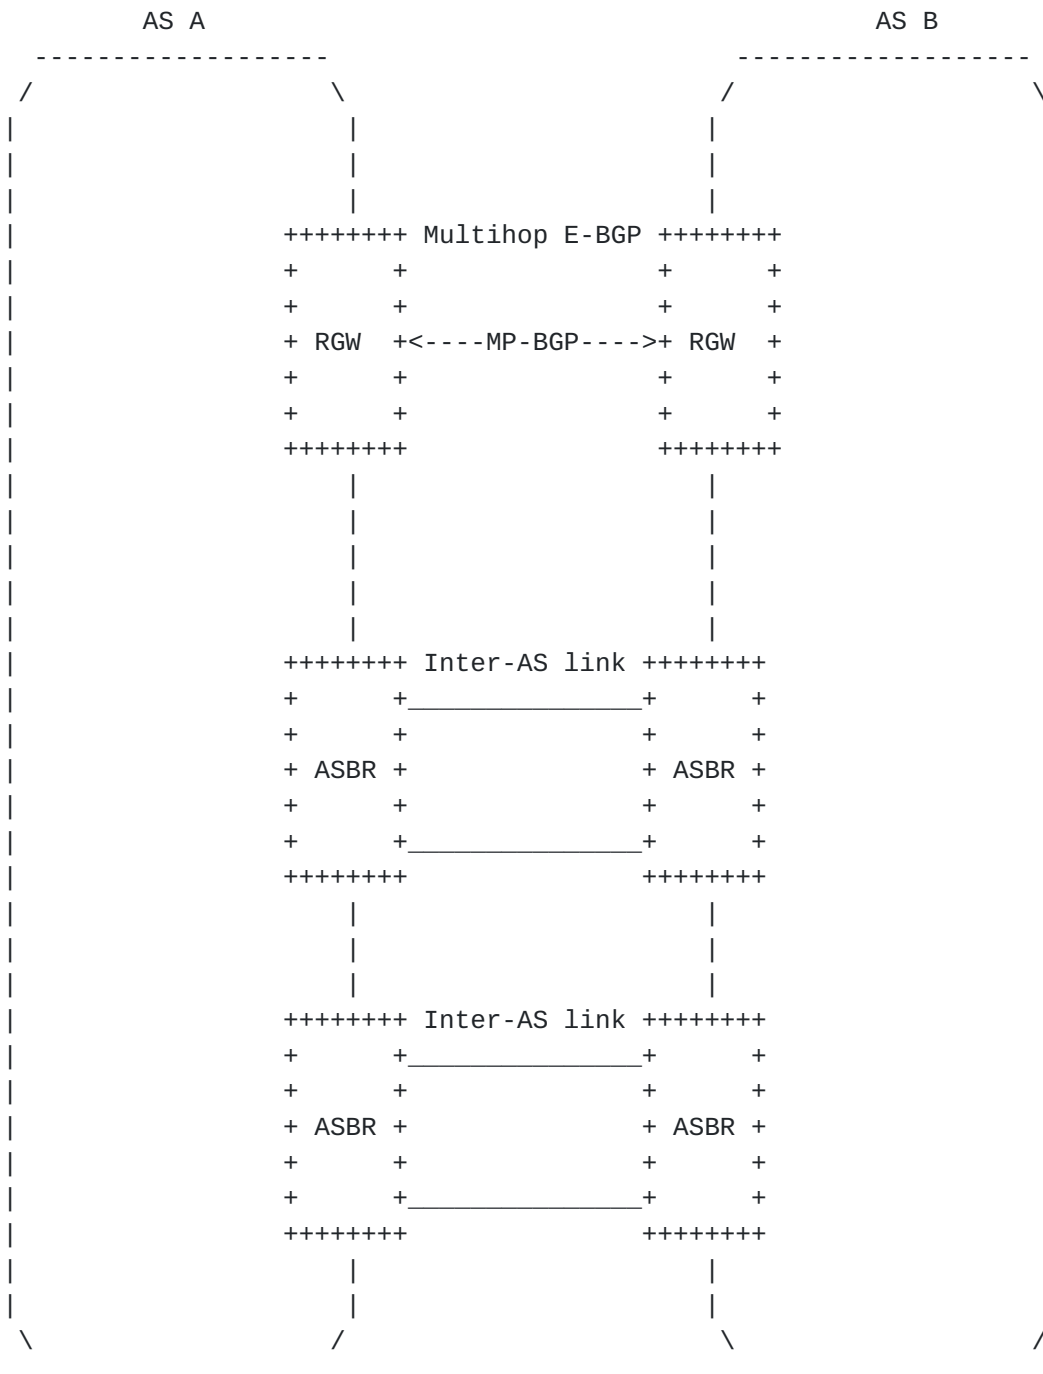 AS A AS B
Multihop E-BGP
RGW <----MP-BGP----> RGW
Inter-AS link
ASBR ASBR
Inter-AS link
ASBR ASBR